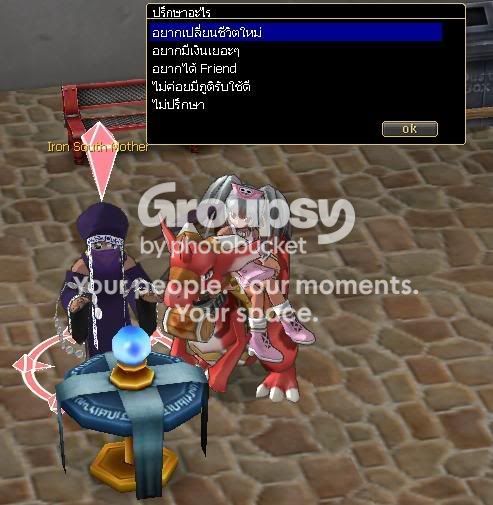 ปรึกษาอะไร
อยากเปลี่ยนชีวิตใหม่
อยากมีเงินเยอะๆ
อยากได้ Friend
ไม่ค่อยมีภูติรับใช้ดี
ไม่ปรึกษา
ok
Iron South Mother
Groupsy
by photobucket
Your people. Your moments.
Your space.